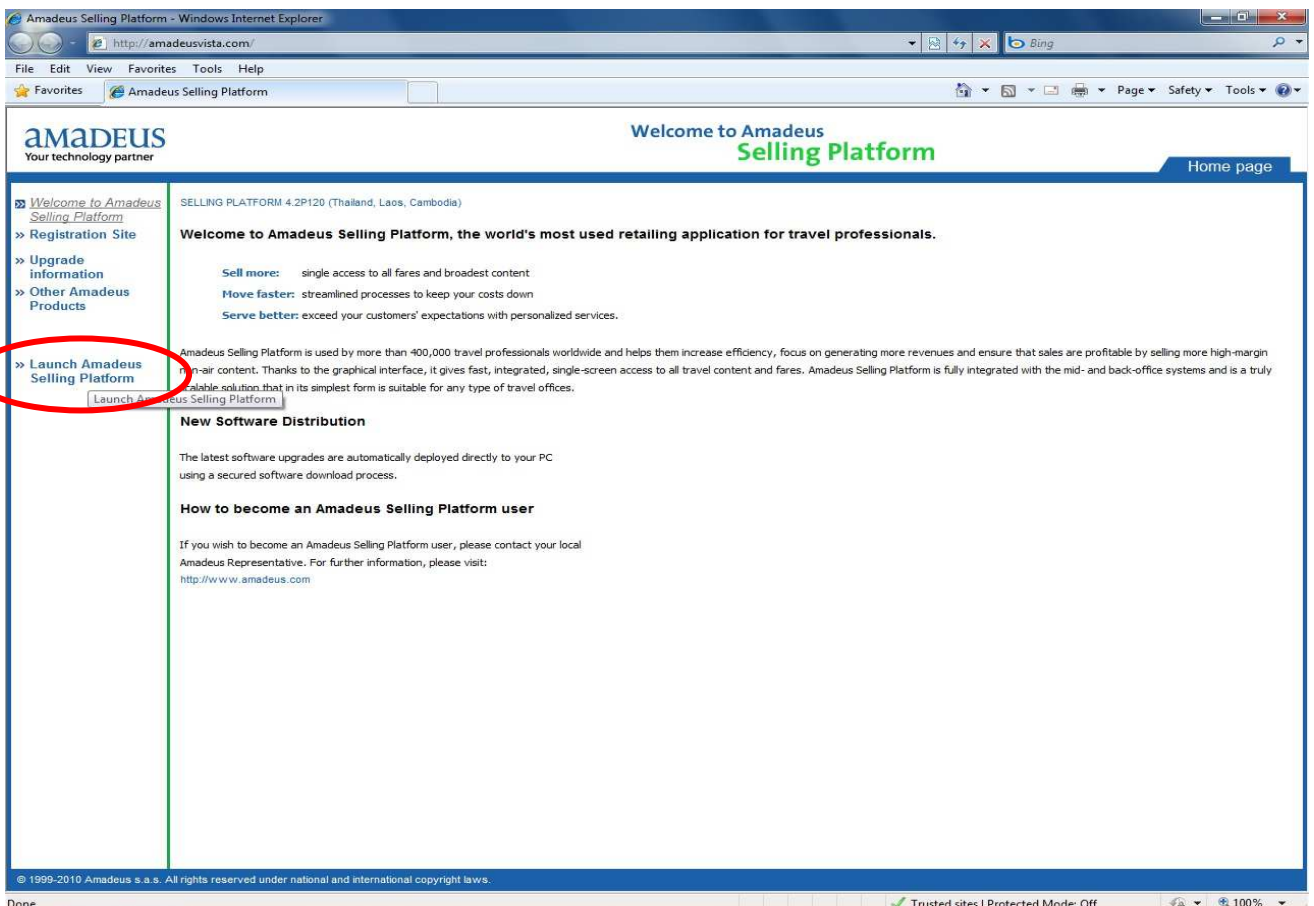 Amadeus Selling Platform - Windows Internet Explorer
http://amadeusvista.com/
Bing
File Edit View Favorites Tools Help
Favorites
Amadeus Selling Platform
Page Safety Tools
amadeus
Your technology partner
Welcome to Amadeus
Selling Platform
Home page
Welcome to Amadeus
Selling Platform
» Registration Site
» Upgrade
information
» Other Amadeus
Products
» Launch Amadeus
Selling Platform
Launch Amadeus Selling Platform
SELLING PLATFORM 4.2P120 (Thailand, Laos, Cambodia)
Welcome to Amadeus Selling Platform, the world's most used retailing application for travel professionals.
Sell more: single access to all fares and broadest content
Move faster: streamlined processes to keep your costs down
Serve better: exceed your customers' expectations with personalized services.
Amadeus Selling Platform is used by more than 400,000 travel professionals worldwide and helps them increase efficiency, focus on generating more revenues and ensure that sales are profitable by selling more high-margin
non-air content. Thanks to the graphical interface, it gives fast, integrated, single-screen access to all travel content and fares. Amadeus Selling Platform is fully integrated with the mid- and back-office systems and is a truly
scalable solution that in its simplest form is suitable for any type of travel offices.
New Software Distribution
The latest software upgrades are automatically deployed directly to your PC
using a secured software download process.
How to become an Amadeus Selling Platform user
If you wish to become an Amadeus Selling Platform user, please contact your local
Amadeus Representative. For further information, please visit:
http://www.amadeus.com
© 1999-2010 Amadeus s.a.s. All rights reserved under national and international copyright laws.
Done
Trusted sites | Protected Mode: Off
100%